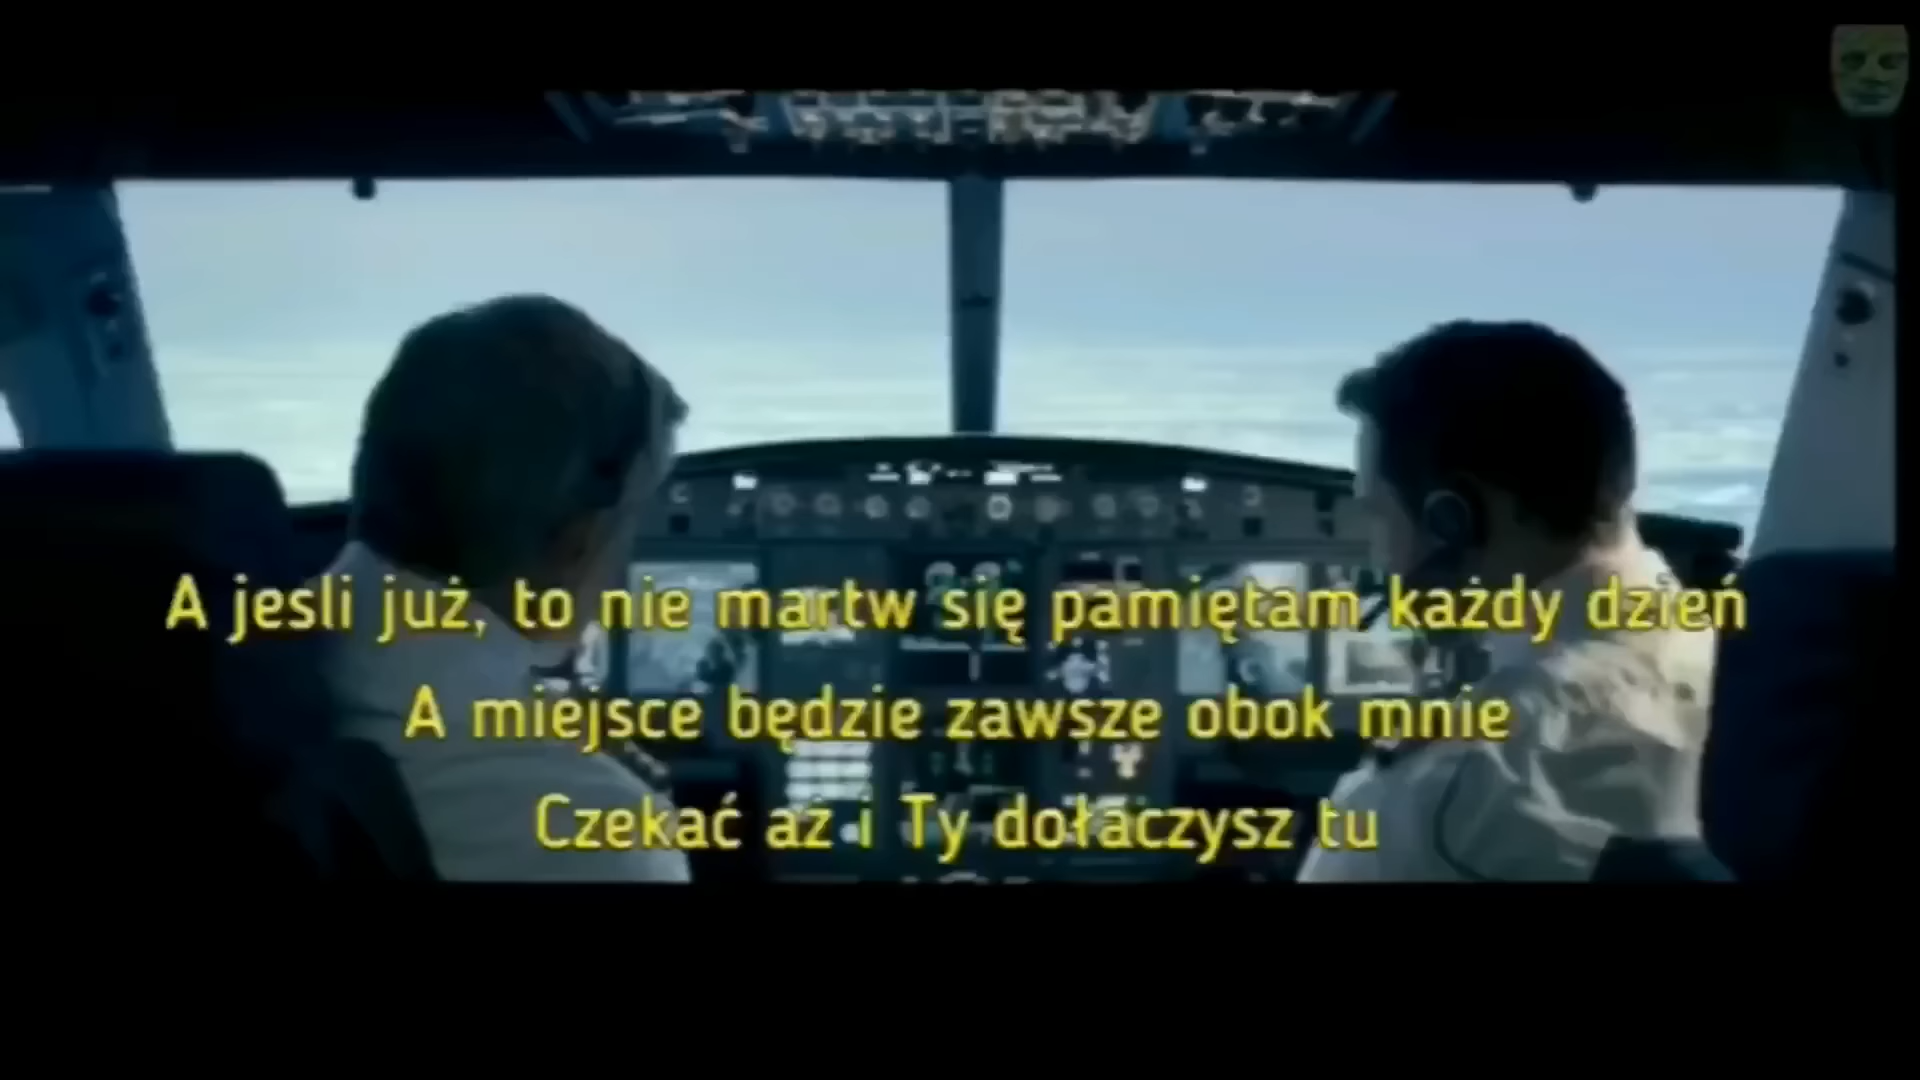 A jesli już, to nie martw się pamiętam każdy dzień
A miejsce będzie zawsze obok mnie
Czekać aż i Ty dołaczysz tu